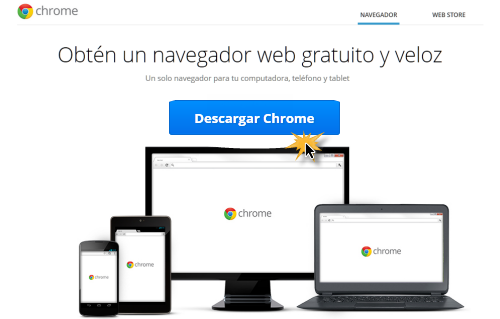 chrome
NAVEGADOR
WEB STORE
Obtén un navegador web gratuito y veloz
Un solo navegador para tu computadora, teléfono y tablet
Descargar Chrome
chrome
chrome
chrome
chrome